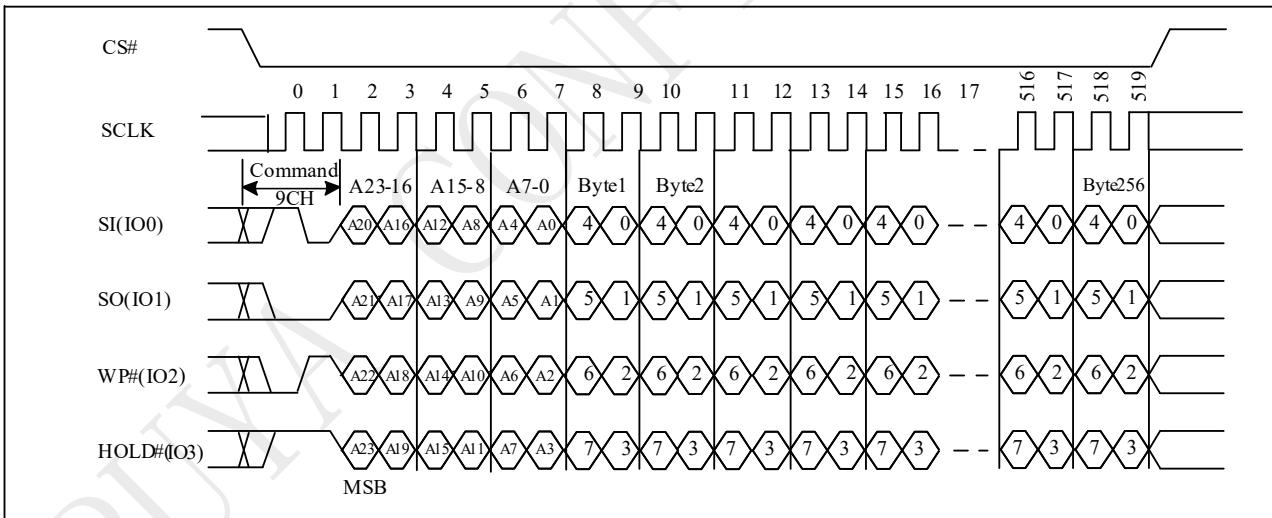 CS#
0 1 2 3 4 5 6 7 8 9 10 11 12 13 14 15 16 17 516 517 518 519
SCLK
Command
9CH
A23-16 A15-8 A7-0 Byte1 Byte2 Byte256
SI(IO0) A20 A16 A12 A8 A4 A0 4 0 4 0 4 0 4 0 4 0 4 0 4 0
SO(IO1) A21 A17 A13 A9 A5 A1 5 1 5 1 5 1 5 1 5 1 5 1 5 1
WP#(IO2) A22 A18 A14 A10 A6 A2 6 2 6 2 6 2 6 2 6 2 6 2 6 2
HOLD#(IO3) A23 A19 A15 A11 A7 A3 7 3 7 3 7 3 7 3 7 3 7 3 7 3
MSB